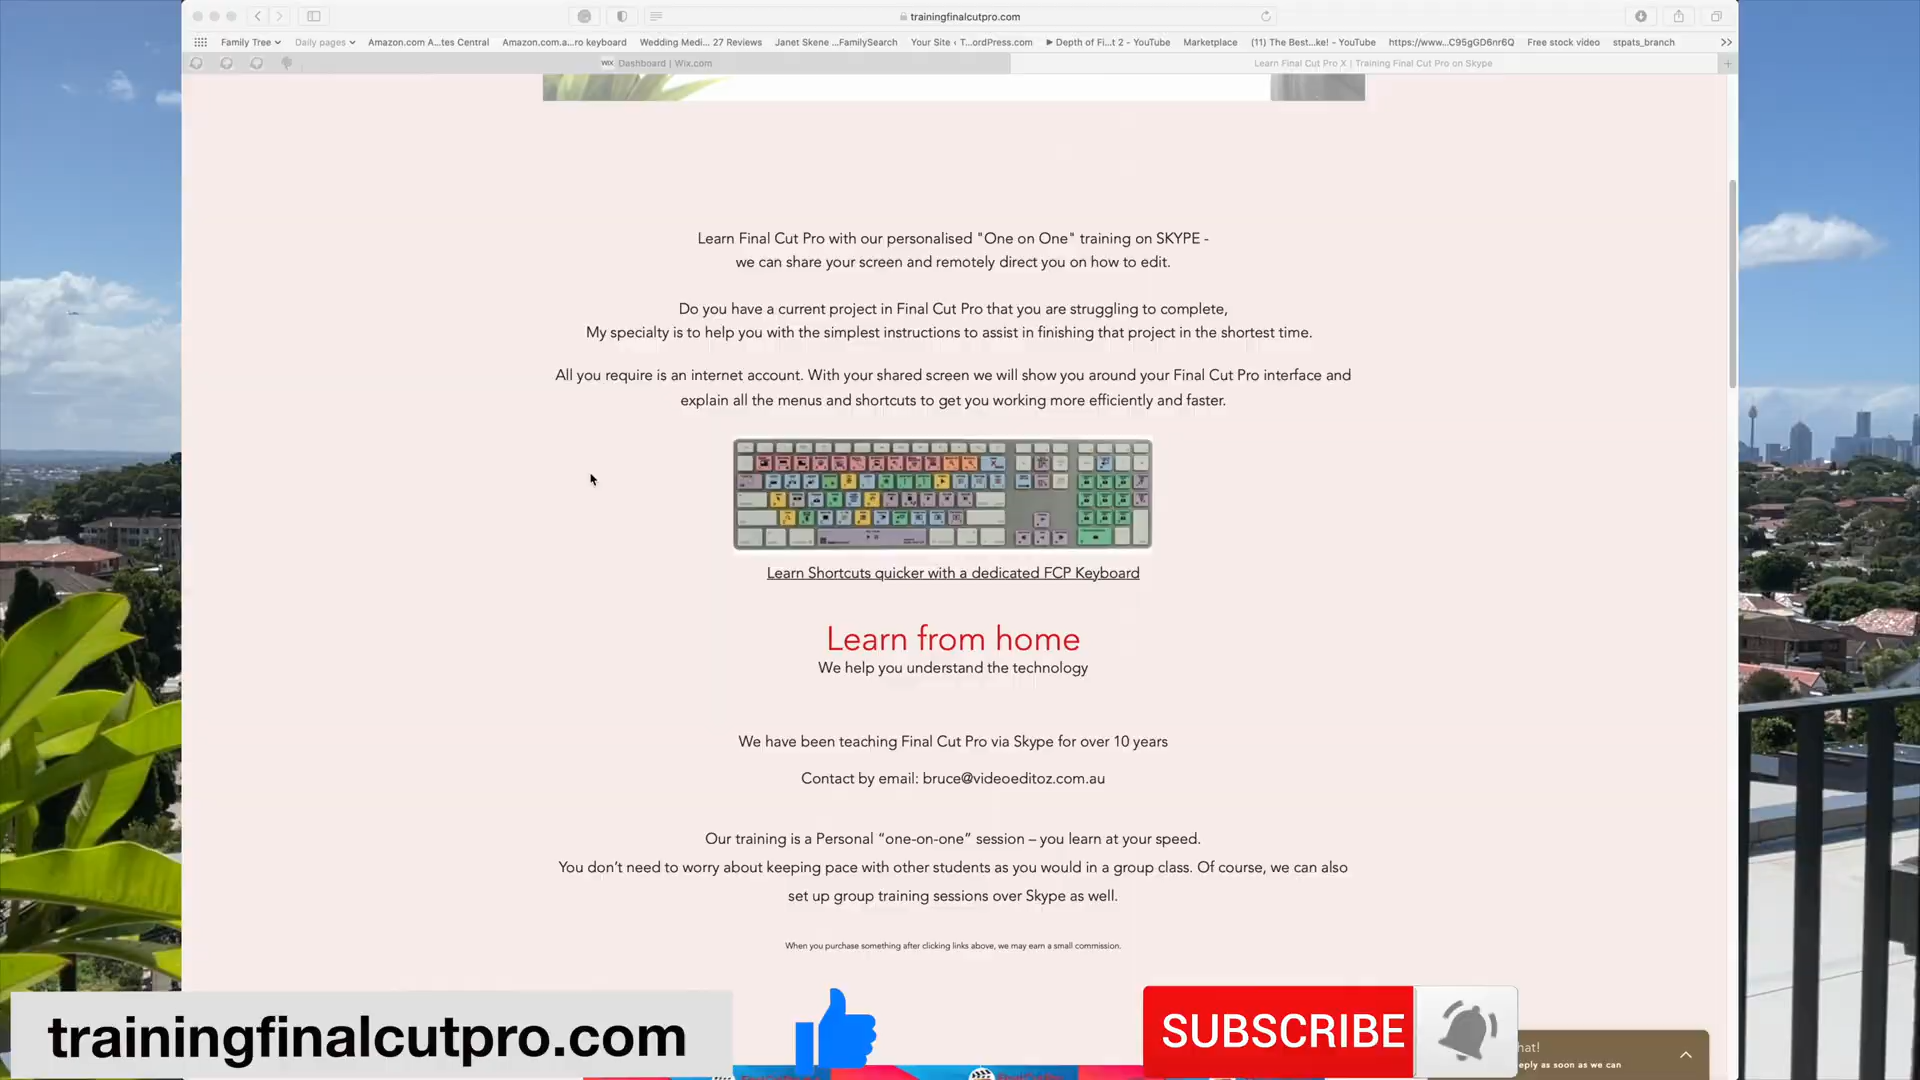 trainingfinalcutpro.com
Family Tree
Daily pages
Amazon.com A...tes Central
Amazon.com.a...ro keyboard
Wedding Medi... 27 Reviews
Janet Skene ...FamilySearch
Your Site ‹ T...ordPress.com
▶ Depth of Fi...t 2 - YouTube
Marketplace
(11) The Best...ke! - YouTube
https://www...C95gGD6nr6Q
Free stock video
stpats_branch
WIX Dashboard | Wix.com
Learn Final Cut Pro X | Training Final Cut Pro on Skype
Learn Final Cut Pro with our personalised "One on One" training on SKYPE -
we can share your screen and remotely direct you on how to edit.
Do you have a current project in Final Cut Pro that you are struggling to complete,
My specialty is to help you with the simplest instructions to assist in finishing that project in the shortest time.
All you require is an internet account. With your shared screen we will show you around your Final Cut Pro interface and
explain all the menus and shortcuts to get you working more efficiently and faster.
Learn Shortcuts quicker with a dedicated FCP Keyboard
Learn from home
We help you understand the technology
We have been teaching Final Cut Pro via Skype for over 10 years
Contact by email: bruce@videoeditoz.com.au
Our training is a Personal “one-on-one” session – you learn at your speed.
You don’t need to worry about keeping pace with other students as you would in a group class. Of course, we can also
set up group training sessions over Skype as well.
When you purchase something after clicking links above, we may earn a small commission.
trainingfinalcutpro.com
SUBSCRIBE
hat!
eply as soon as we can